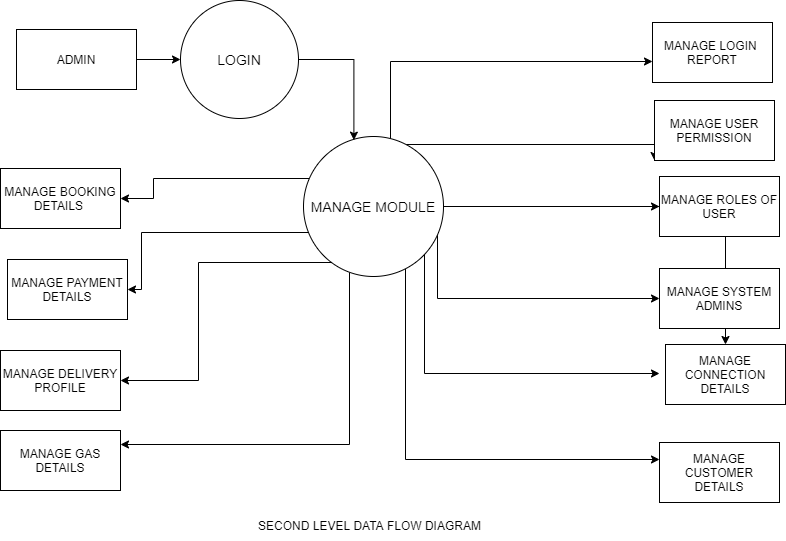 ADMIN
LOGIN
MANAGE LOGIN
REPORT
MANAGE USER
PERMISSION
MANAGE BOOKING
DETAILS
MANAGE MODULE
MANAGE ROLES OF
USER
MANAGE PAYMENT
DETAILS
MANAGE SYSTEM
ADMINS
MANAGE DELIVERY
PROFILE
MANAGE
CONNECTION
DETAILS
MANAGE GAS
DETAILS
MANAGE
CUSTOMER
DETAILS
SECOND LEVEL DATA FLOW DIAGRAM